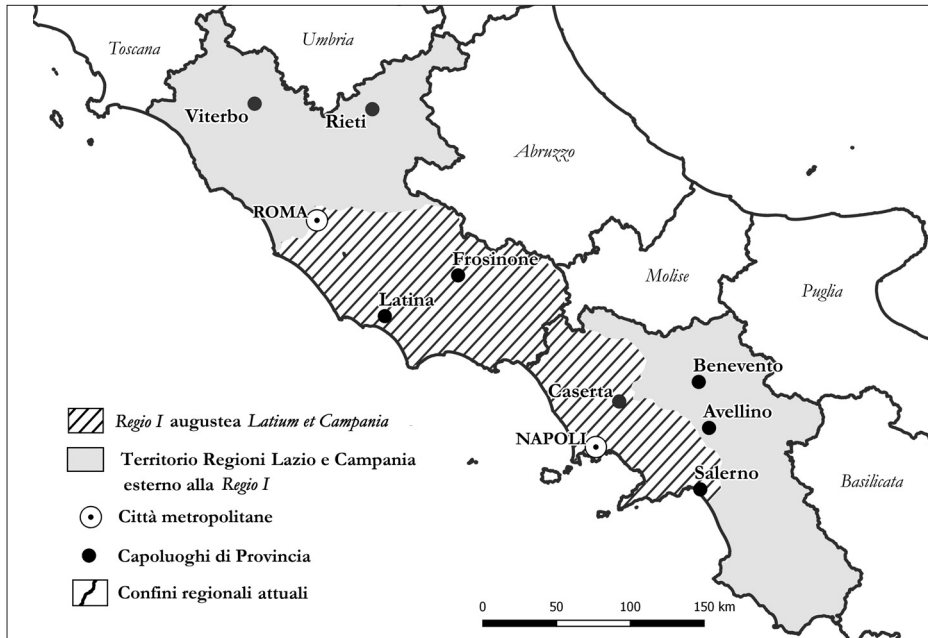 Toscana
Umbria
Viterbo
Rieti
Abruzzo
ROMA
Frosinone
Molise
Latina
Puglia
Benevento
Caserta
Avellino
NAPOLI
Salerno
Basilicata
Regio I augustea Latium et Campania
Territorio Regioni Lazio e Campania
esterno alla Regio I
Città metropolitane
Capoluoghi di Provincia
Confini regionali attuali
0 50 100 150 km